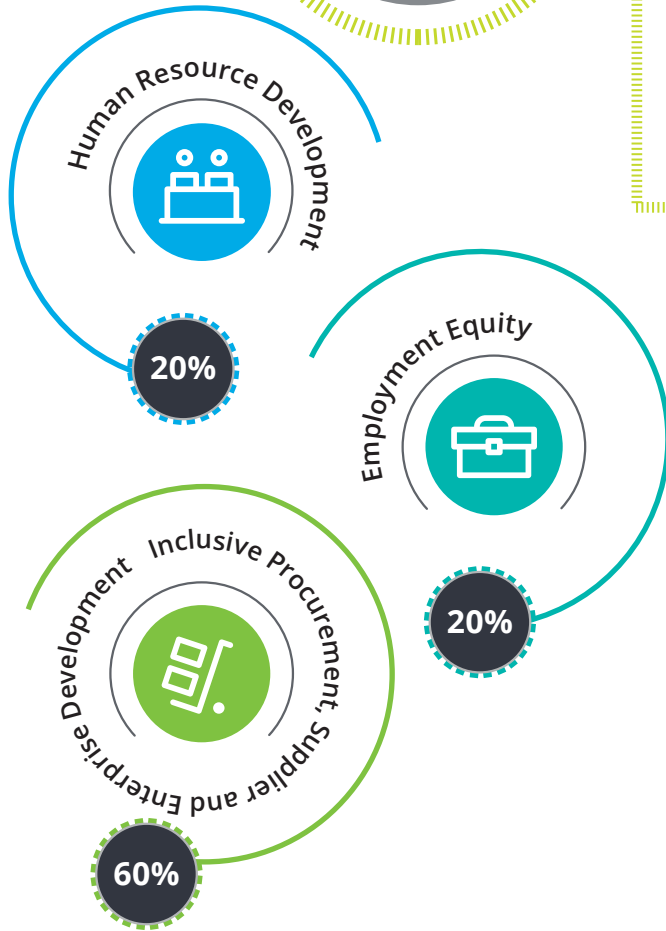 Human Resource Development
20%
Employment Equity
20%
Inclusive Procurement, Supplier and Enterprise Development
60%